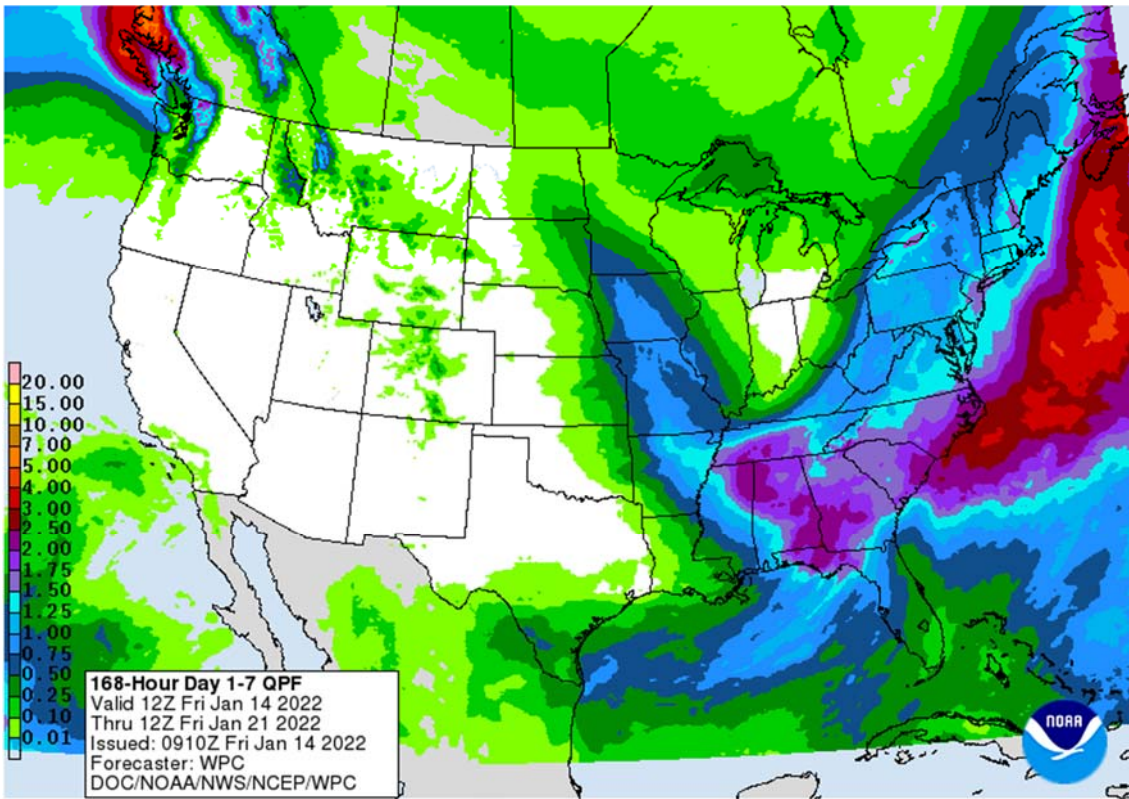 20.00
15.00
10.00
7.00
5.00
4.00
3.00
2.50
2.00
1.75
1.50
1.25
1.00
0.75
0.50
0.25
0.10
0.01
168-Hour Day 1-7 QPF
Valid 12Z Fri Jan 14 2022
Thru 12Z Fri Jan 21 2022
Issued: 0910Z Fri Jan 14 2022
Forecaster: WPC
DOC/NOAA/NWS/NCEP/WPC
NOAA